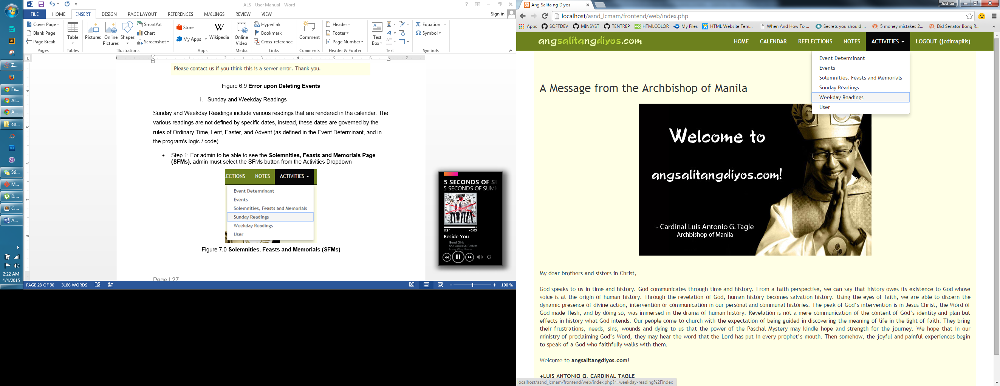 ALS - User Manual - Word
FILE HOME INSERT DESIGN PAGE LAYOUT REFERENCES MAILINGS REVIEW VIEW Sign in
Cover Page
Blank Page
Page Break
Pages
Table
Tables
Pictures
Online Pictures
Shapes
SmartArt
Chart
Screenshot
Illustrations
Store
My Apps
Wikipedia
Apps
Online Video
Media
Hyperlink
Bookmark
Cross-reference
Links
Comment
Comments
Header
Footer
Page Number
Header & Footer
Text Box
Text
Equation
Symbol
Symbols
Please contact us if you think this is a server error. Thank you.
Figure 6.9 Error upon Deleting Events
i. Sunday and Weekday Readings
Sunday and Weekday Readings include various readings that are rendered in the calendar. The
various readings are not defined by specific dates, instead, these dates are governed by the
rules of Ordinary Time, Lent, Easter, and Advent (as defined in the Event Determinant, and in
the program's logic / code).
• Step 1: For admin to be able to see the Solemnities, Feasts and Memorials Page
(SFMs), admin must select the SFMs button from the Activities Dropdown
LECTIONS NOTES ACTIVITIES
Event Determinant
Events
Solemnities, Feasts and Memorials
Sunday Readings
Weekday Readings
User
Figure 7.0 Solemnities, Feasts and Memorials (SFMs)
Page | 27
PAGE 28 OF 30 3186 WORDS 100 %
Z...
Fa...
Al...
A...
au...
Ps
Sti...
M...
D:...
C:...
A...
2:22 AM
4/4/2015
5 SECONDS OF SU
5 SECONDS OF SUMM
3:34 -0:05
Beside You
Good Girls
She Looks So Perfect
Long Way Home
Ang Salita ng Diyos
Joshua
localhost/asnd_lcmam/frontend/web/index.php
Apps SOFTDEV MINSYST TENTREP HTMLCOLOR My Files HTML Website Tem... When And How To ... Secrets you should ... 5 money mistakes 2... Did Senator Bong R... »
angsalitangdiyos.com
HOME CALENDAR REFLECTIONS NOTES ACTIVITIES LOGOUT (jcdimapilis)
Event Determinant
Events
Solemnities, Feasts and Memorials
Sunday Readings
Weekday Readings
User
A Message from the Archbishop of Manila
Welcome to
angsalitangdiyos.com!
- Cardinal Luis Antonio G. Tagle
Archbishop of Manila
My dear brothers and sisters in Christ,
God speaks to us in time and history. God communicates through time and history. From a faith perspective, we can say that history owes its existence to God whose
voice is at the origin of human history. Through the revelation of God, human history becomes salvation history. Using the eyes of faith, we are able to discern the
dynamic presence of divine action, intervention or communication in our personal and communal histories. The peak of God's intervention is in Jesus Christ, the Word of
God made flesh, and by doing so, was immersed in the drama of human history. Revelation is not a mere communication of the content of God's identity and plan but
effects in history what God intends. Our people come to church with the expectation of being guided in discovering the meaning of life in the light of faith. They bring
their frustrations, needs, sins, wounds and dying to us that the power of the Paschal Mystery may kindle hope and strength for the journey. We hope that in our
ministry of proclaiming God's Word, they may hear the word that the Lord has put in every prophet's mouth. Then somehow, the joyful and painful experiences begin
to speak of a God who faithfully walks with them.
Welcome to angsalitangdiyos.com!
+LUIS ANTONIO G. CARDINAL TAGLE
localhost/asnd_lcmam/frontend/web/index.php?r=weekday-reading%2Findex